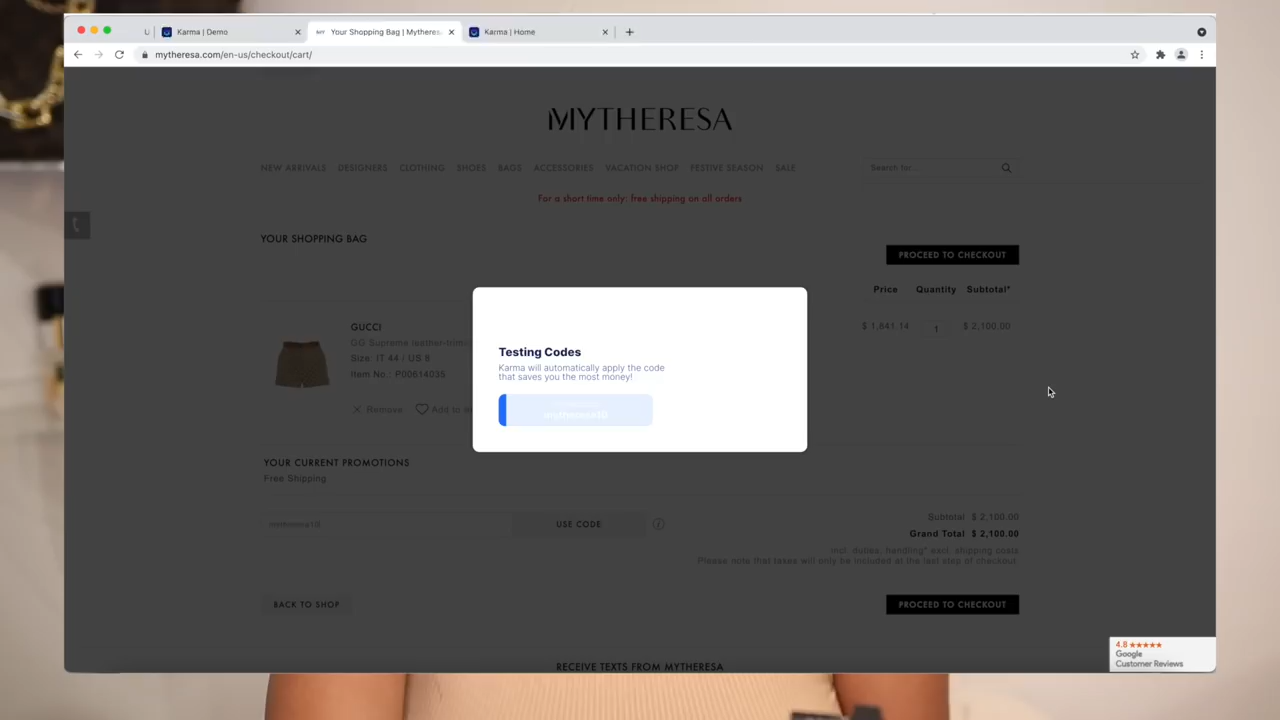 Karma | Demo
Your Shopping Bag | Mytheres
Karma | Home
mytheresa.com/en-us/checkout/cart/
MYTHERESA
NEW ARRIVALS DESIGNERS CLOTHING SHOES BAGS ACCESSORIES VACATION SHOP FESTIVE SEASON SALE
Search for...
For a short time only: free shipping on all orders
YOUR SHOPPING BAG
PROCEED TO CHECKOUT
Price Quantity Subtotal*
GUCCI
$ 1,841.14 1 $ 2,100.00
GG Supreme leather-trim
Size: IT 44 / US 8
Item No.: P00614035
Remove Add to
Testing Codes
Karma will automatically apply the code
that saves you the most money!
mytheresa10
YOUR CURRENT PROMOTIONS
Free Shipping
mytheresa10 USE CODE
Subtotal $ 2,100.00
Grand Total $ 2,100.00
incl. duties, handling* excl. shipping costs
Please note that taxes will only be included at the last step of checkout.
BACK TO SHOP
PROCEED TO CHECKOUT
4.8 ★★★★★
Google
Customer Reviews
RECEIVE TEXTS FROM MYTHERESA